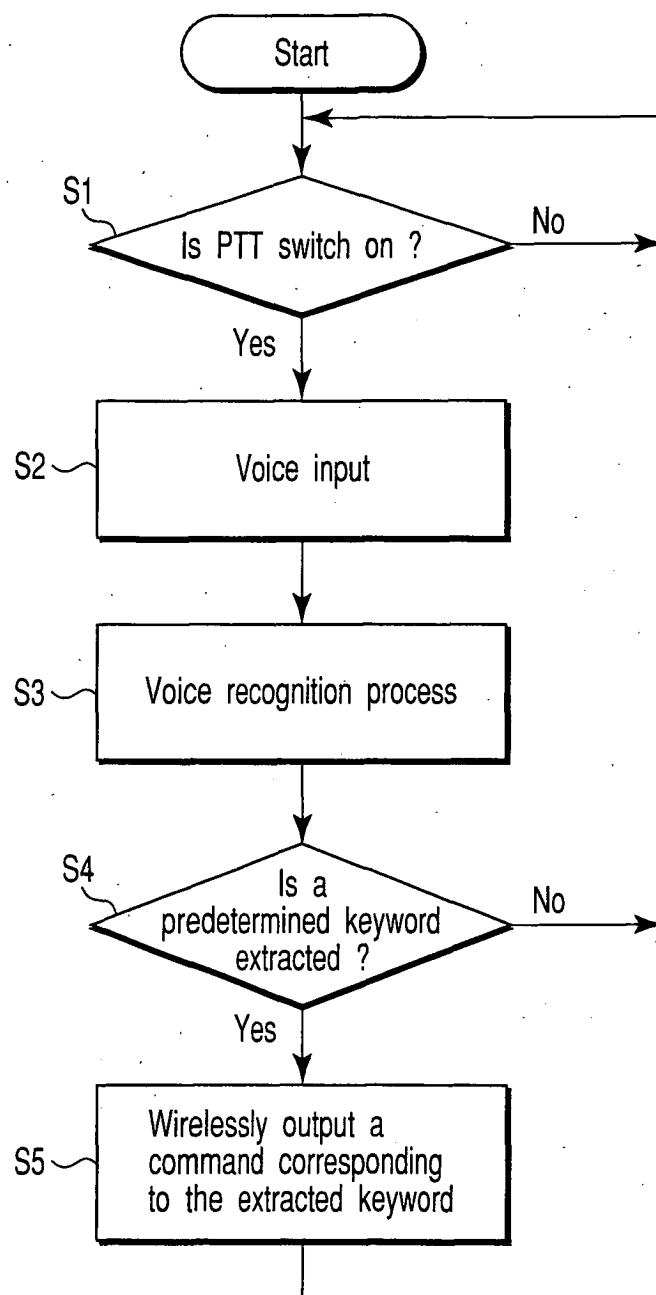 Start
S1
Is PTT switch on ?
No
Yes
S2
Voice input
S3
Voice recognition process
S4
Is a
predetermined keyword
extracted ?
No
Yes
S5
Wirelessly output a
command corresponding
to the extracted keyword